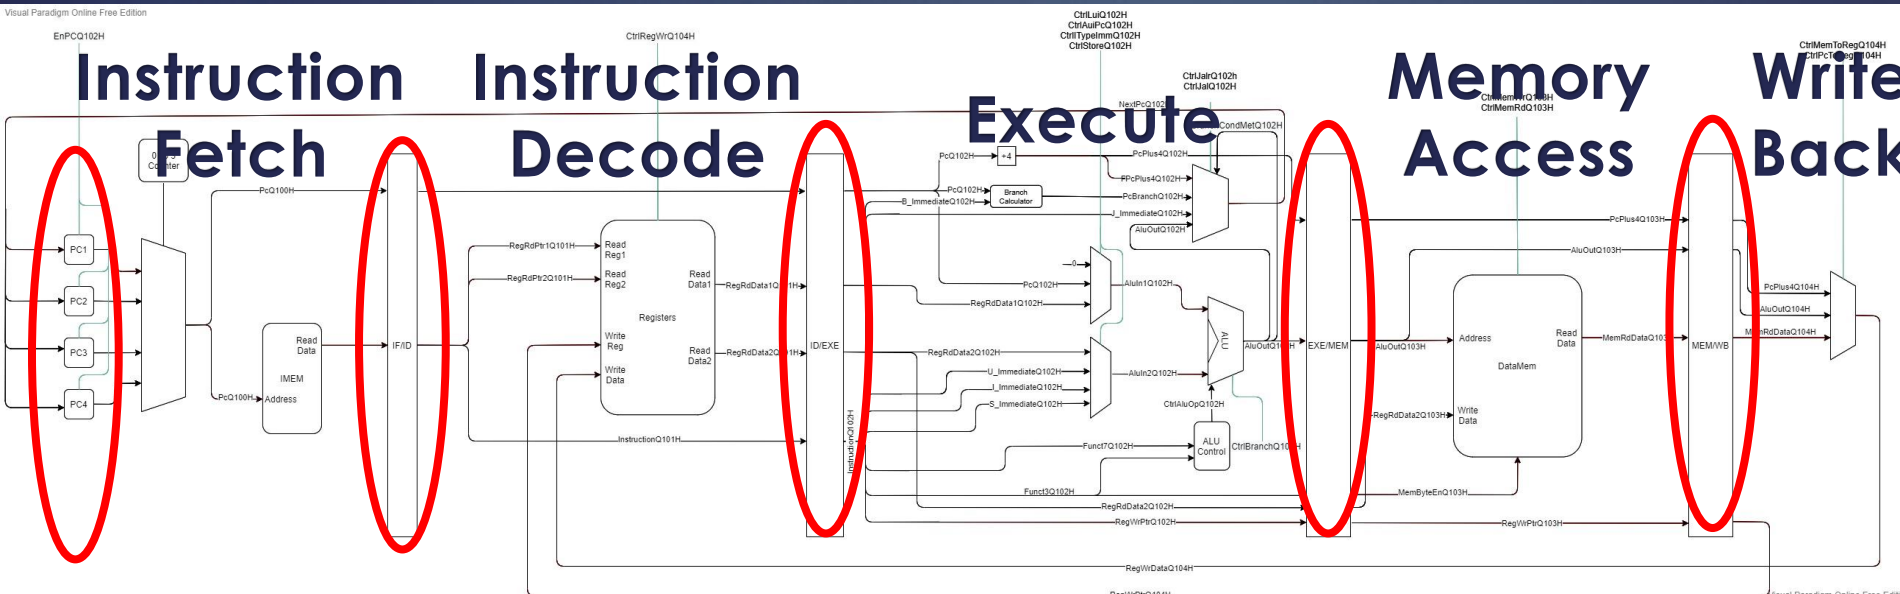 Visual Paradigm Online Free Edition
EnPCQ102H
CtrlRegWrQ104H
CtrlLuiQ102H
CtrlAuiPcQ102H
CtrlITypeImmQ102H
CtrlStoreQ102H
CtrlJalrQ102h
CtrlJalQ102H
CtrlMemToRegQ104H
CtrlMemRdQ103H
Instruction
Fetch
Instruction
Decode
Execute
Memory
Access
Write
Back
PC1
PC2
PC3
PC4
PcQ100H
PcQ100H
Read
Data
IMEM
Address
IF/ID
RegRdPtr1Q101H
RegRdPtr2Q101H
InstructionQ101H
Read
Reg1
Read
Reg2
Read
Data1
Registers
Write
Reg
Write
Data
Read
Data2
ID/EXE
InstructionQ102H
PcQ102H
+4
PcPlus4Q102H
PcQ102H
B_ImmediateQ102H
Branch
Calculator
PcBranchQ102H
J_ImmediateQ102H
AluOutQ102H
0
PcQ102H
RegRdData1Q102H
AluIn1Q102H
RegRdData2Q102H
U_ImmediateQ102H
I_ImmediateQ102H
S_ImmediateQ102H
AluIn2Q102H
ALU
CtrlAluOpQ102H
ALU
Control
Funct7Q102H
Funct3Q102H
RegRdData2Q102H
RegWrPtrQ102H
EXE/MEM
PcPlus4Q103H
AluOutQ103H
AluOutQ103H
Address
Read
Data
DataMem
Write
Data
RegRdData2Q103H
MemByteEnQ103H
RegWrPtrQ103H
MEM/WB
PcPlus4Q104H
AluOutQ104H
MemRdDataQ104H
RegWrDataQ104H